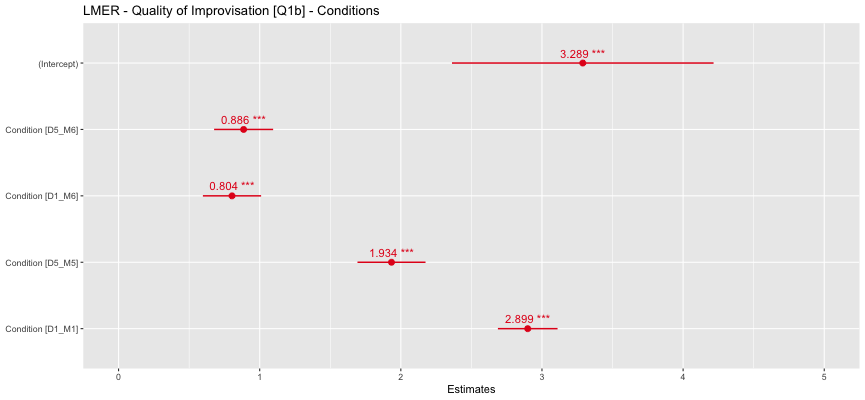 LMER - Quality of Improvisation [Q1b] - Conditions
(Intercept)
3.289 ***
Condition [D5_M6]
0.886 ***
Condition [D1_M6]
0.804 ***
Condition [D5_M5]
1.934 ***
Condition [D1_M1]
2.899 ***
0 1 2 3 4 5
Estimates